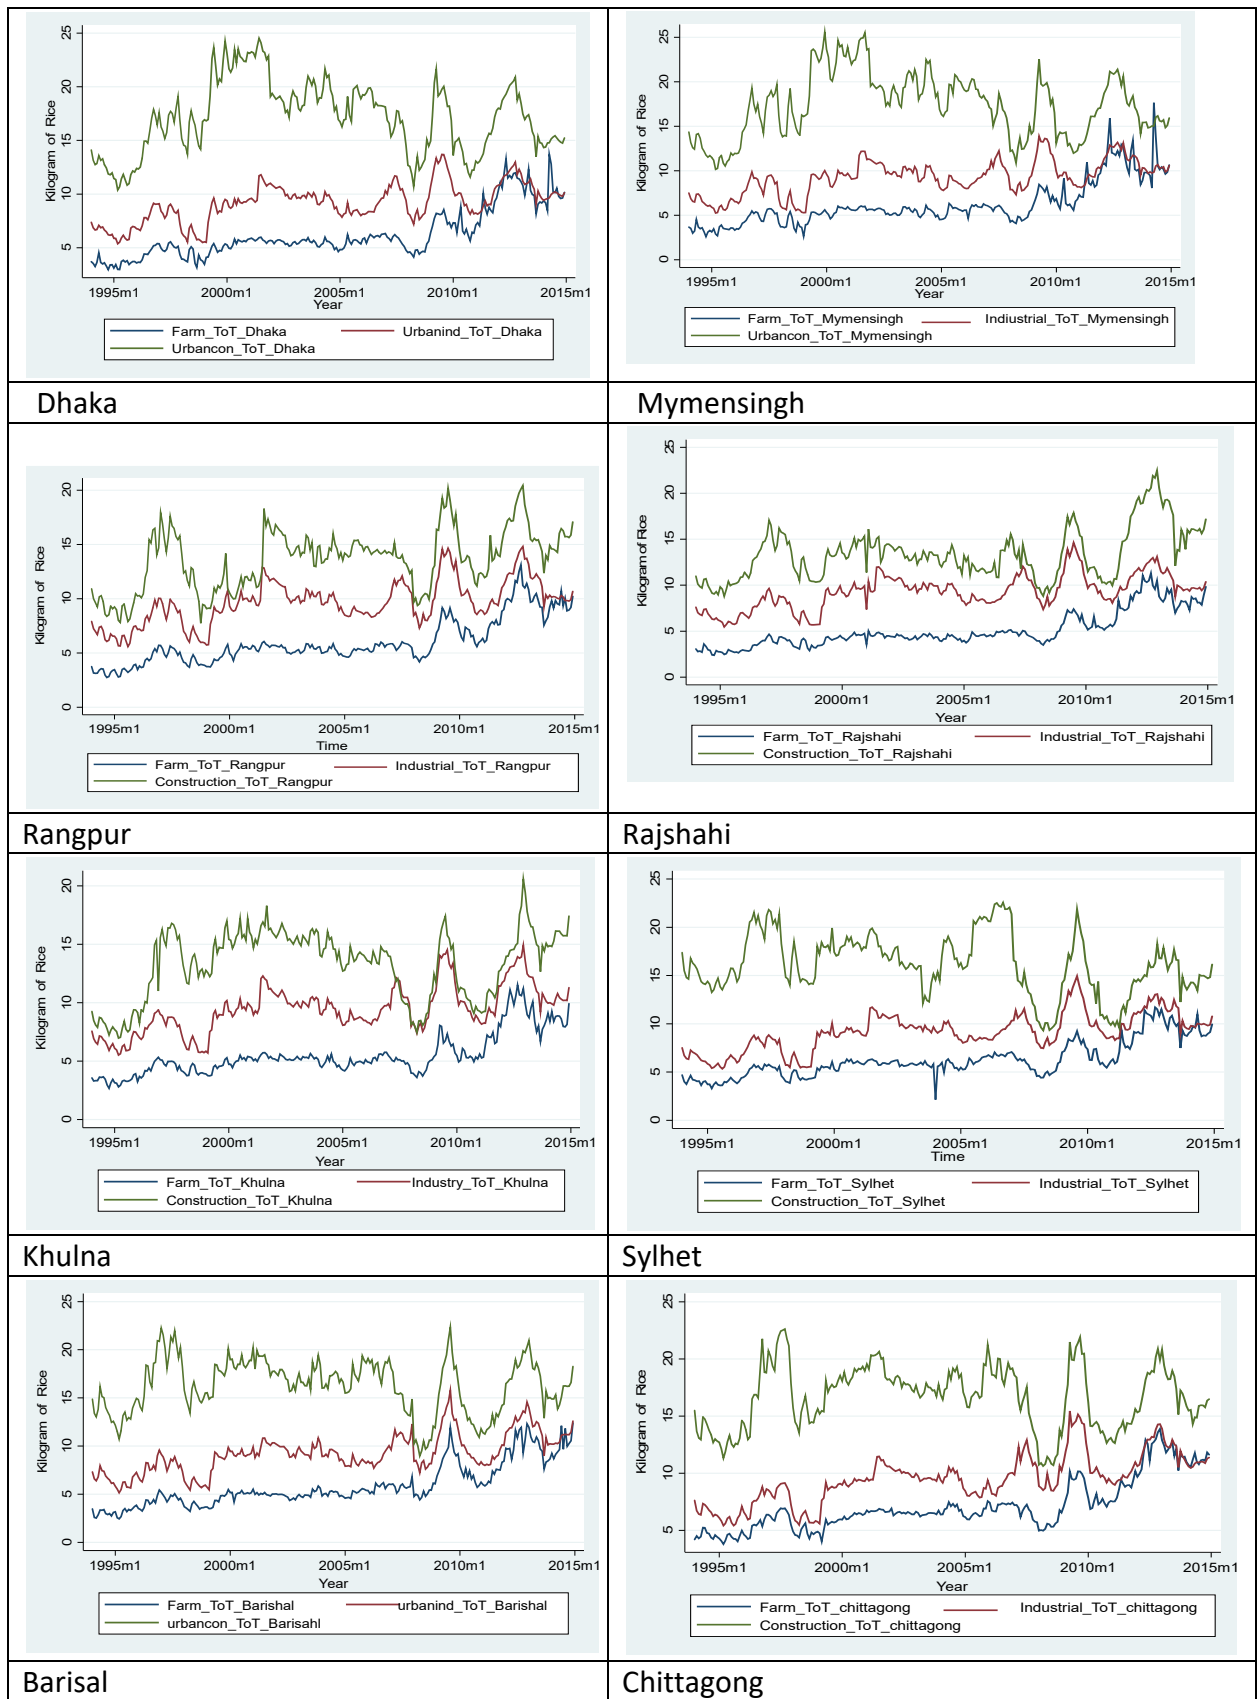 25
20
15
10
5
Kilogram of Rice
1995m1 2000m1 2005m1 2010m1 2015m1
Year
Farm_ToT_Dhaka Urbanind_ToT_Dhaka
Urbancon_ToT_Dhaka
25
20
15
10
5
0
Kilogram of Rice
1995m1 2000m1 2005m1 2010m1 2015m1
Year
Farm_ToT_Mymensingh Indiustrial_ToT_Mymensingh
Urbancon_ToT_Mymensingh
Dhaka
Mymensingh
20
15
10
5
0
Kilogram of Rice
1995m1 2000m1 2005m1 2010m1 2015m1
Time
Farm_ToT_Rangpur Industrial_ToT_Rangpur
Construction_ToT_Rangpur
25
20
15
10
5
0
Kilogram of Rice
1995m1 2000m1 2005m1 2010m1 2015m1
Year
Farm_ToT_Rajshahi Industrial_ToT_Rajshahi
Construction_ToT_Rajshahi
Rangpur
Rajshahi
20
15
10
5
0
Kilogram of Rice
1995m1 2000m1 2005m1 2010m1 2015m1
Year
Farm_ToT_Khulna Industry_ToT_Khulna
Construction_ToT_Khulna
25
20
15
10
5
0
Kilogram of Rice
1995m1 2000m1 2005m1 2010m1 2015m1
Time
Farm_ToT_Sylhet Industrial_ToT_Sylhet
Construction_ToT_Sylhet
Khulna
Sylhet
25
20
15
10
5
0
Kilogram of Rice
1995m1 2000m1 2005m1 2010m1 2015m1
Year
Farm_ToT_Barishal urbanind_ToT_Barishal
urbancon_ToT_Barisahl
25
20
15
10
5
Kilogram of Rice
1995m1 2000m1 2005m1 2010m1 2015m1
Year
Farm_ToT_chittagong Industrial_ToT_chittagong
Construction_ToT_chittagong
Barisal
Chittagong